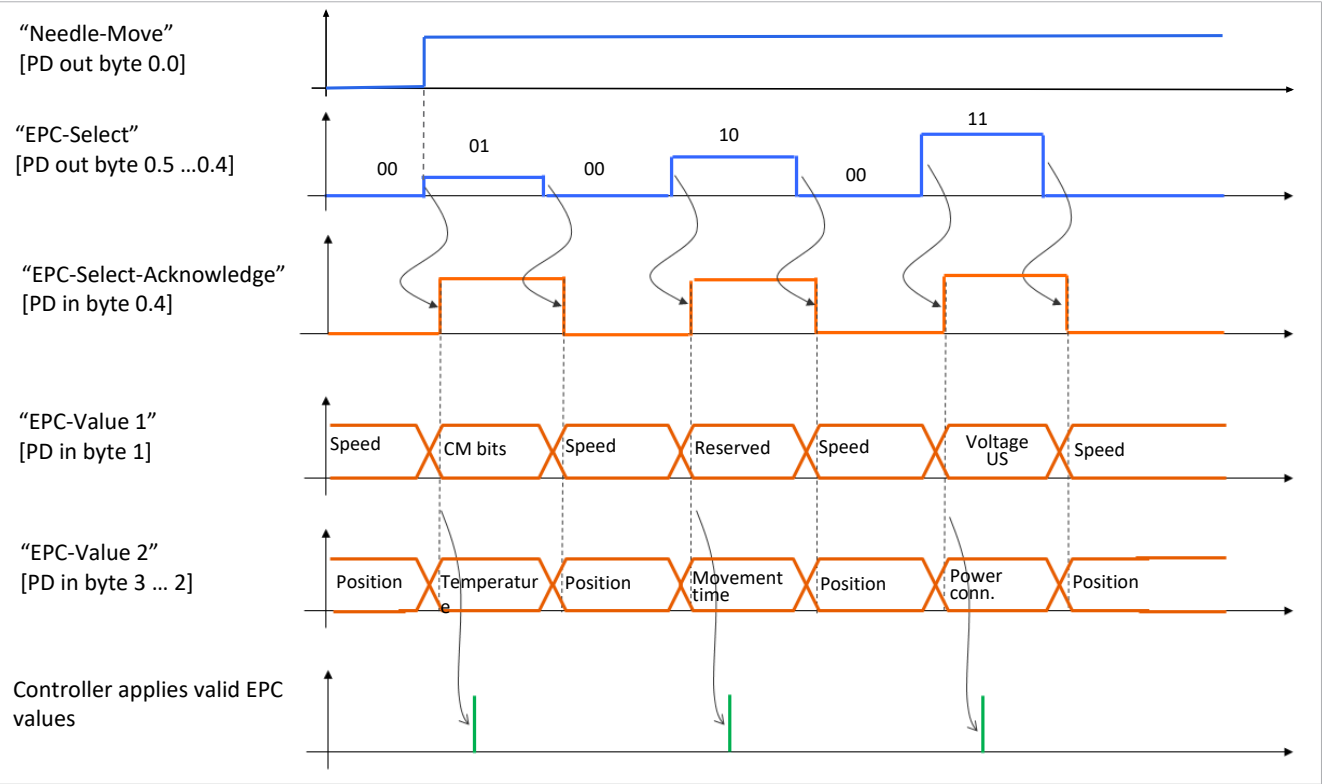 “Needle-Move”
[PD out byte 0.0]
“EPC-Select”
[PD out byte 0.5 ...0.4]
00
01
00
10
00
11
“EPC-Select-Acknowledge”
[PD in byte 0.4]
“EPC-Value 1”
[PD in byte 1]
Speed
CM bits
Speed
Reserved
Speed
Voltage
US
Speed
“EPC-Value 2”
[PD in byte 3 ... 2]
Position
Temperatur
e
Position
Movement
time
Position
Power
conn.
Position
Controller applies valid EPC
values